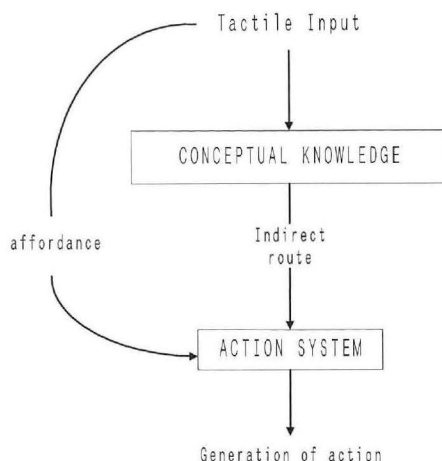 Tactile Input
CONCEPTUAL KNOWLEDGE
affordance
Indirect
route
ACTION SYSTEM
Generation of action